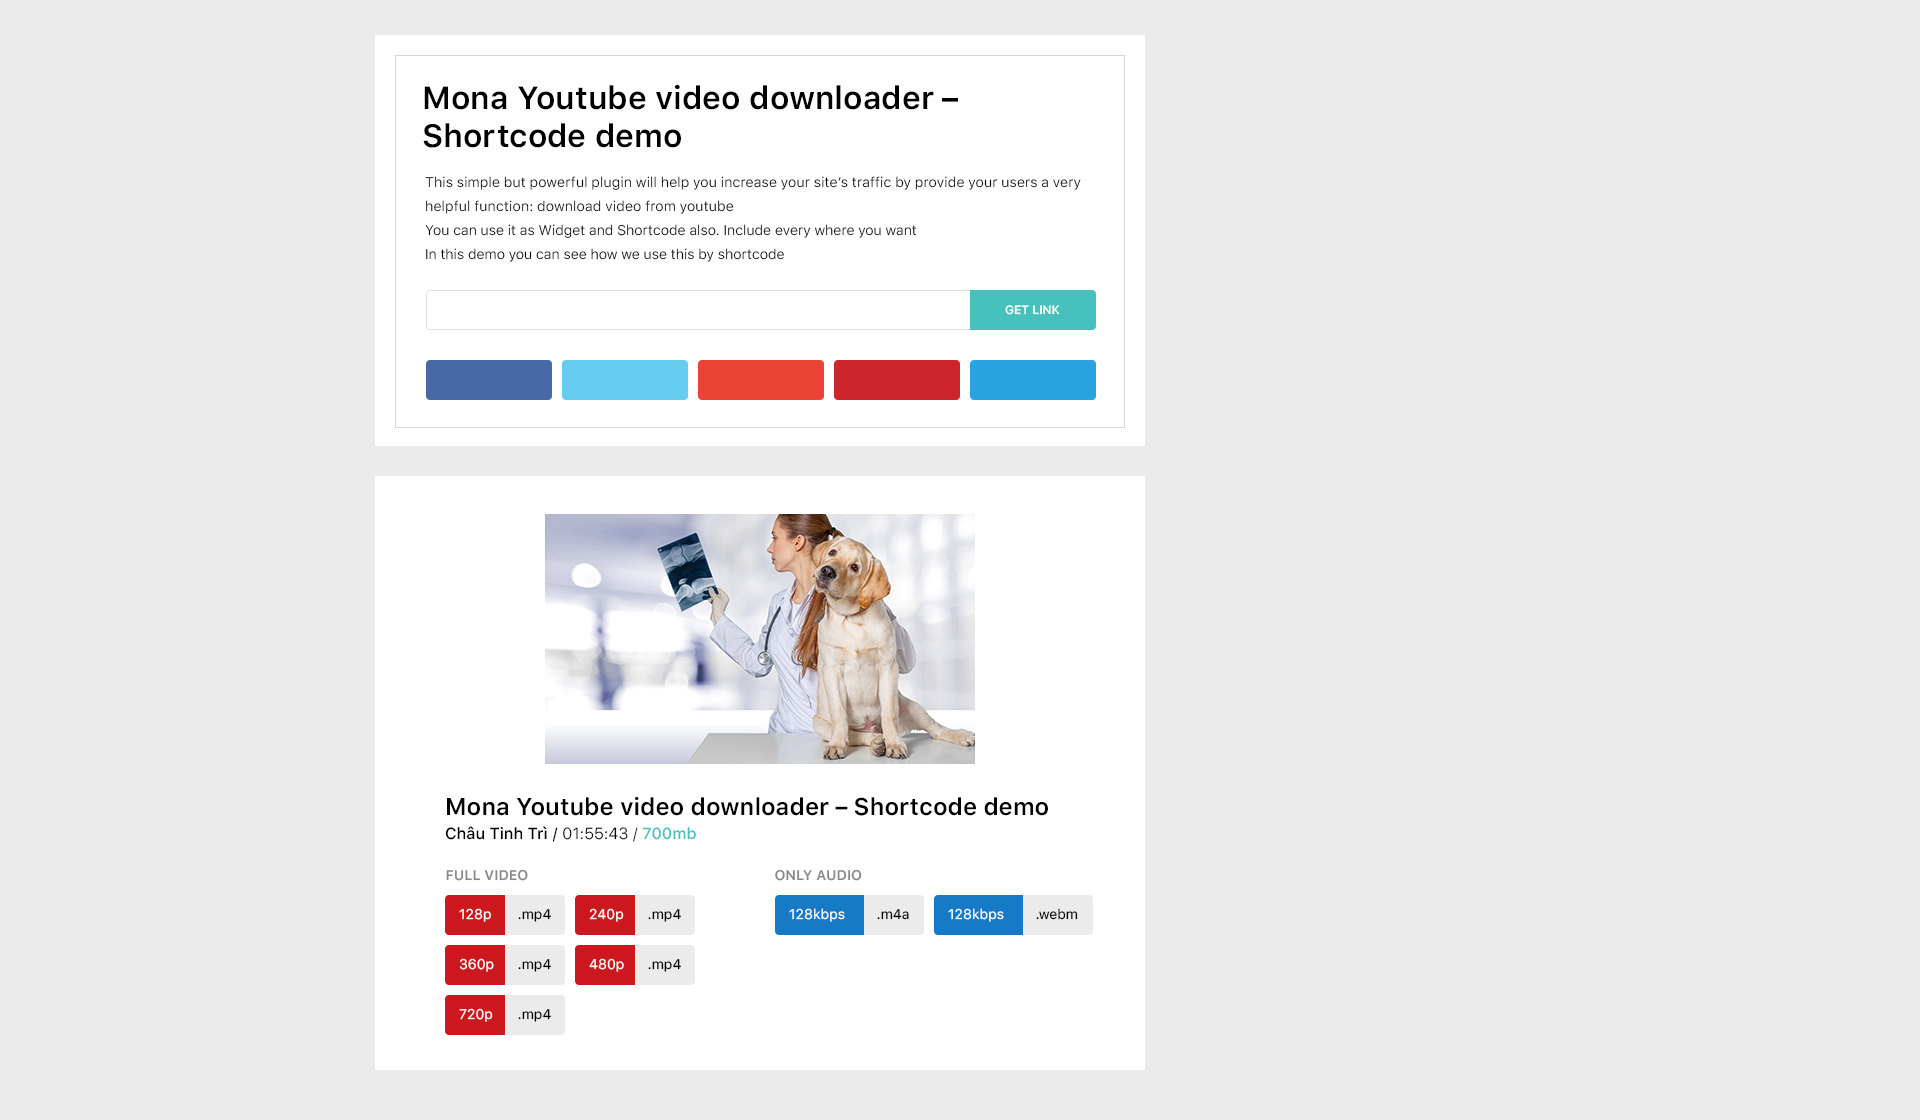 Mona Youtube video downloader –
Shortcode demo
This simple but powerful plugin will help you increase your site's traffic by provide your users a very
helpful function: download video from youtube
You can use it as Widget and Shortcode also. Include every where you want
In this demo you can see how we use this by shortcode
GET LINK
Mona Youtube video downloader – Shortcode demo
Châu Tinh Trì / 01:55:43 / 700mb
FULL VIDEO
128p .mp4 240p .mp4
360p .mp4 480p .mp4
720p .mp4
ONLY AUDIO
128kbps .m4a 128kbps .webm